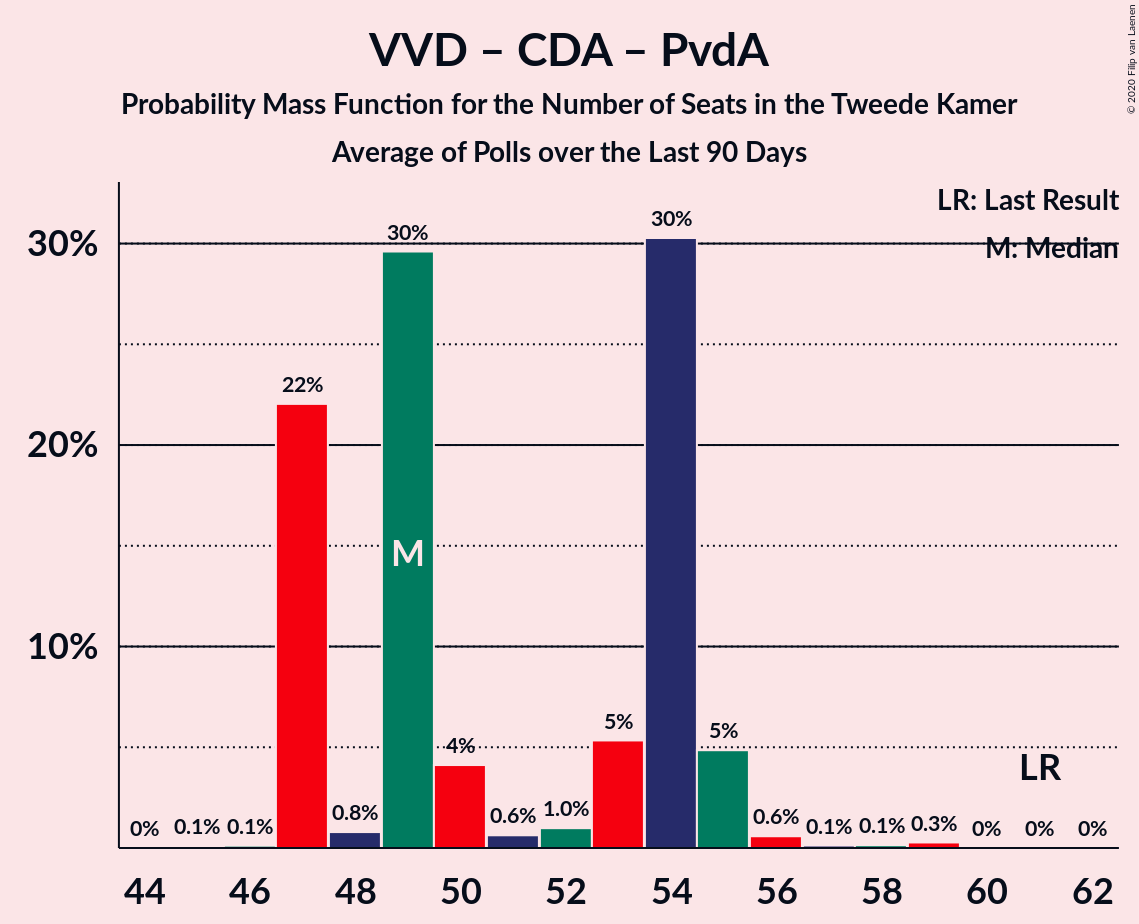 VVD – CDA – PvdA
Probability Mass Function for the Number of Seats in the Tweede Kamer
Average of Polls over the Last 90 Days
© 2020 Filip van Laenen
LR: Last Result
M: Median
30%
20%
10%
0%
0.1%
0.1%
22%
0.8%
30%
4%
0.6%
1.0%
5%
30%
5%
0.6%
0.1%
0.1%
0.3%
0%
0%
0%
M
LR
44 46 48 50 52 54 56 58 60 62